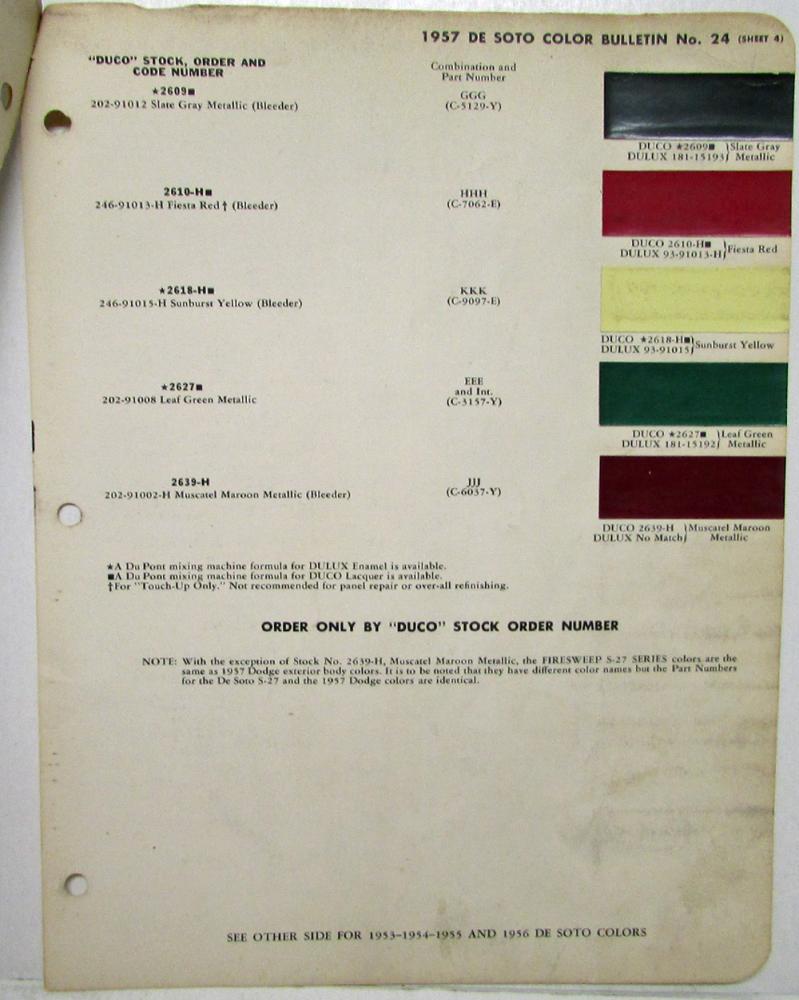 1957 DE SOTO COLOR BULLETIN No. 24 (SHEET 4)
"DUCO" STOCK, ORDER AND
CODE NUMBER
Combination and
Part Number
★2609■
202-91012 Slate Gray Metallic (Bleeder)
GGG
(C-5129-Y)
DUCO ★2609■ } Slate Gray
DULUX 181-15193 } Metallic
2610-H■
246-91013-H Fiesta Red † (Bleeder)
HHH
(C-7062-E)
DUCO 2610-H■ } Fiesta Red
DULUX 93-91013-H }
★2618-H■
246-91015-H Sunburst Yellow (Bleeder)
KKK
(C-9097-E)
DUCO ★2618-H■ } Sunburst Yellow
DULUX 93-91015 }
★2627■
202-91008 Leaf Green Metallic
EEE
and Int.
(C-3157-Y)
DUCO ★2627■ } Leaf Green
DULUX 181-15192 } Metallic
2639-H
202-91002-H Muscatel Maroon Metallic (Bleeder)
JJJ
(C-6037-Y)
DUCO 2639-H } Muscatel Maroon
DULUX No Match } Metallic
★A Du Pont mixing machine formula for DULUX Enamel is available.
■A Du Pont mixing machine formula for DUCO Lacquer is available.
†For "Touch-Up Only." Not recommended for panel repair or over-all refinishing.
ORDER ONLY BY "DUCO" STOCK ORDER NUMBER
NOTE: With the exception of Stock No. 2639-H, Muscatel Maroon Metallic, the FIRESWEEP S-27 SERIES colors are the
same as 1957 Dodge exterior body colors. It is to be noted that they have different color names but the Part Numbers
for the De Soto S-27 and the 1957 Dodge colors are identical.
SEE OTHER SIDE FOR 1953-1954-1955 AND 1956 DE SOTO COLORS